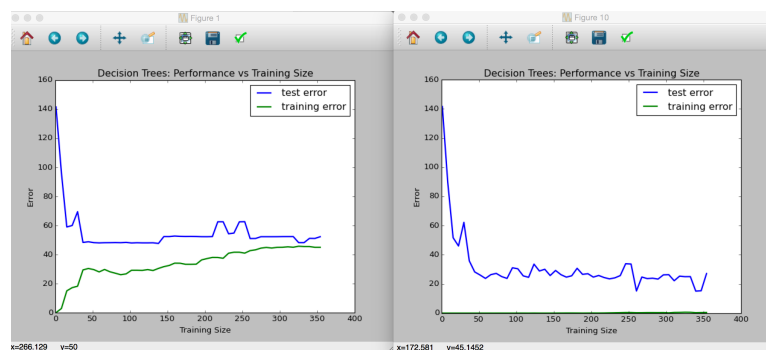 Figure 1
Decision Trees: Performance vs Training Size
160
140
120
100
80
60
40
20
0
Error
test error
training error
0 50 100 150 200 250 300 350 400
Training Size
x=266.129 y=50
Figure 10
Decision Trees: Performance vs Training Size
160
140
120
100
80
60
40
20
0
Error
test error
training error
0 50 100 150 200 250 300 350 400
Training Size
x=172.581 y=45.1452